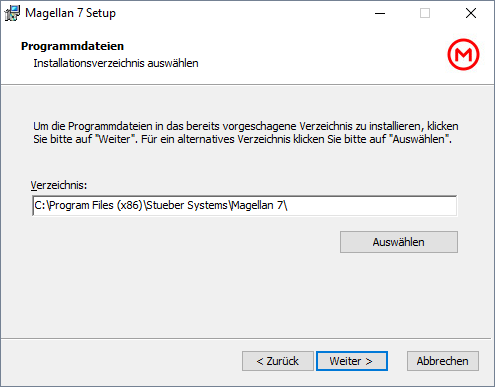 Magellan 7 Setup
Programmdateien
Installationsverzeichnis auswählen
M
Um die Programmdateien in das bereits vorgeschagene Verzeichnis zu installieren, klicken
Sie bitte auf "Weiter". Für ein alternatives Verzeichnis klicken Sie bitte auf "Auswählen".
Verzeichnis:
C:\Program Files (x86)\Stueber Systems\Magellan 7\
Auswählen
< Zurück
Weiter >
Abbrechen